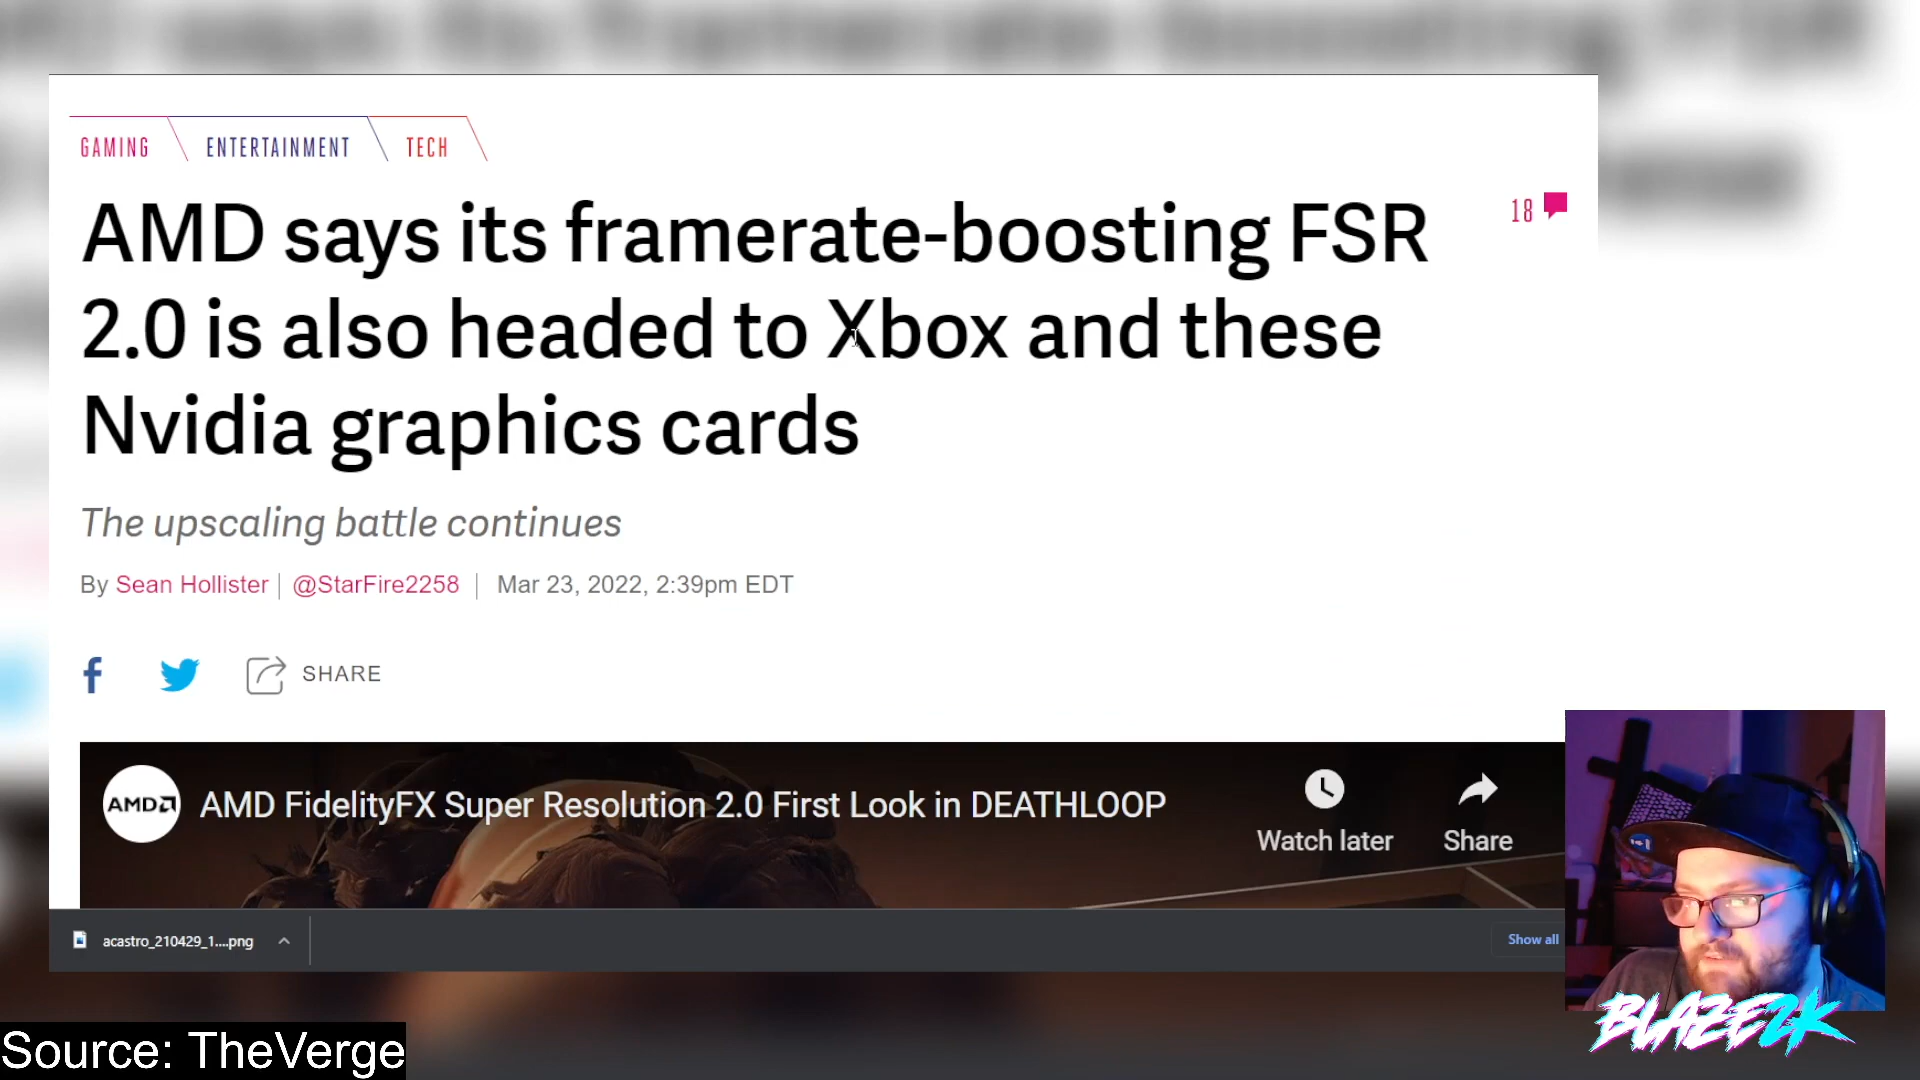 GAMING
ENTERTAINMENT
TECH
AMD says its framerate-boosting FSR
2.0 is also headed to Xbox and these
Nvidia graphics cards
18
The upscaling battle continues
By Sean Hollister | @StarFire2258 | Mar 23, 2022, 2:39pm EDT
SHARE
AMD
AMD FidelityFX Super Resolution 2.0 First Look in DEATHLOOP
Watch later
Share
acastro_210429_1....png
Show all
BLAZE2K
Source: TheVerge